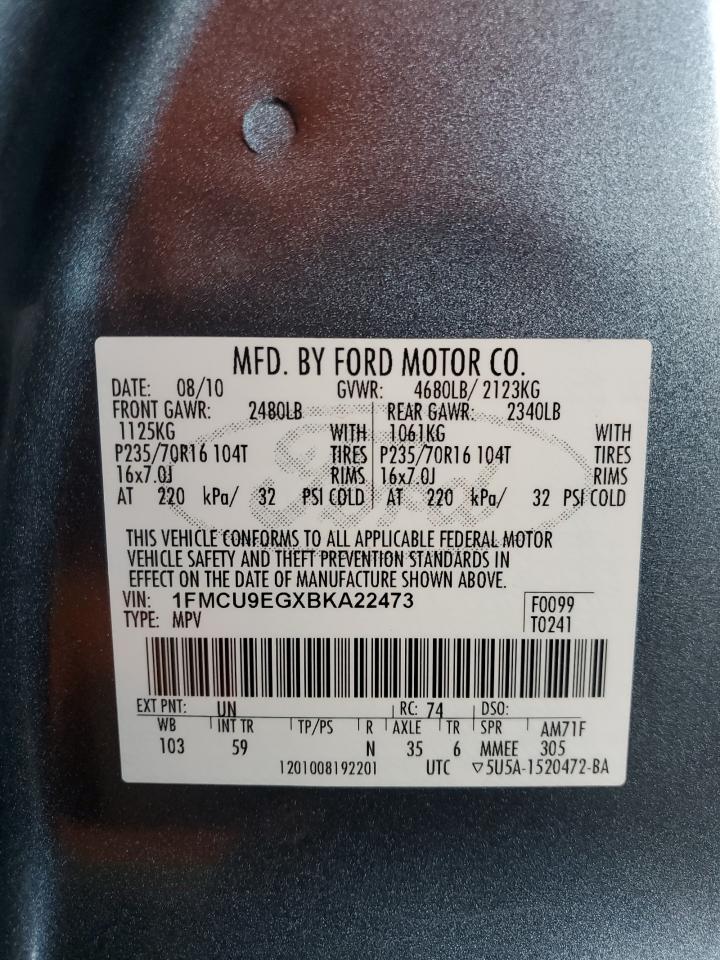 MFD. BY FORD MOTOR CO.
DATE: 08/10 GVWR: 4680LB/ 2123KG
FRONT GAWR: 2480LB REAR GAWR: 2340LB
1125KG WITH 1061KG WITH
P235/70R16 104T TIRES P235/70R16 104T TIRES
16x7.0J RIMS 16x7.0J RIMS
AT 220 kPa/ 32 PSI COLD AT 220 kPa/ 32 PSI COLD
Ford
THIS VEHICLE CONFORMS TO ALL APPLICABLE FEDERAL MOTOR
VEHICLE SAFETY AND THEFT PREVENTION STANDARDS IN
EFFECT ON THE DATE OF MANUFACTURE SHOWN ABOVE.
VIN: 1FMCU9EGXBKA22473 F0099
TYPE: MPV T0241
EXT PNT: UN RC: 74 DSO:
WB INT TR TP/PS R AXLE TR SPR AM71F
103 59 N 35 6 MMEE 305
1201008192201 UTC ▽5U5A-1520472-BA